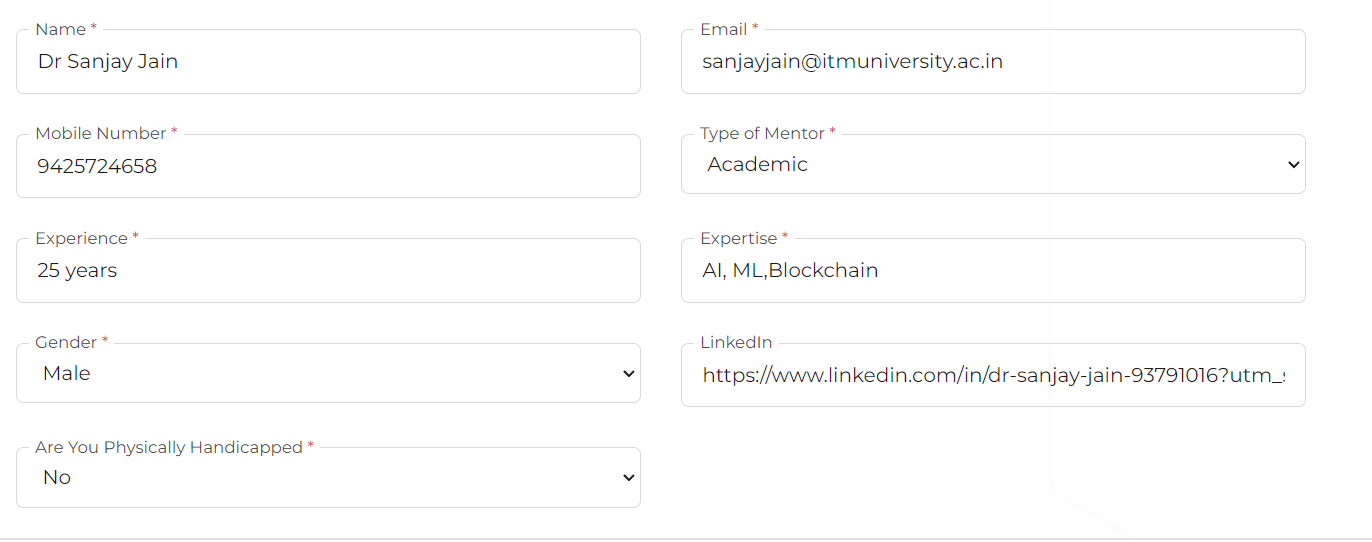 Name * Email *
Dr Sanjay Jain sanjayjain@itmuniversity.ac.in
Mobile Number * Type of Mentor *
9425724658 Academic
Experience * Expertise *
25 years AI, ML,Blockchain
Gender * LinkedIn
Male https://www.linkedin.com/in/dr-sanjay-jain-93791016?utm_s
Are You Physically Handicapped *
No